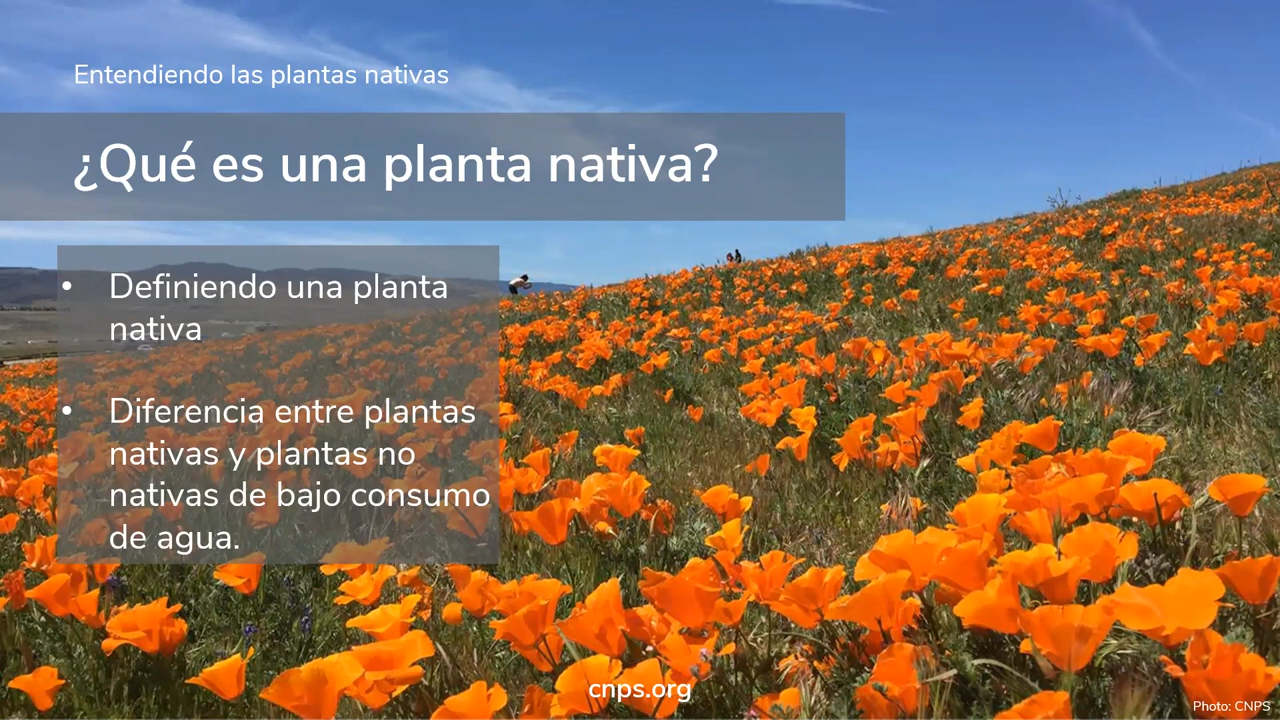 Entendiendo las plantas nativas
¿Qué es una planta nativa?
• Definiendo una planta
nativa
• Diferencia entre plantas
nativas y plantas no
nativas de bajo consumo
de agua.
cnps.org
Photo: CNPS